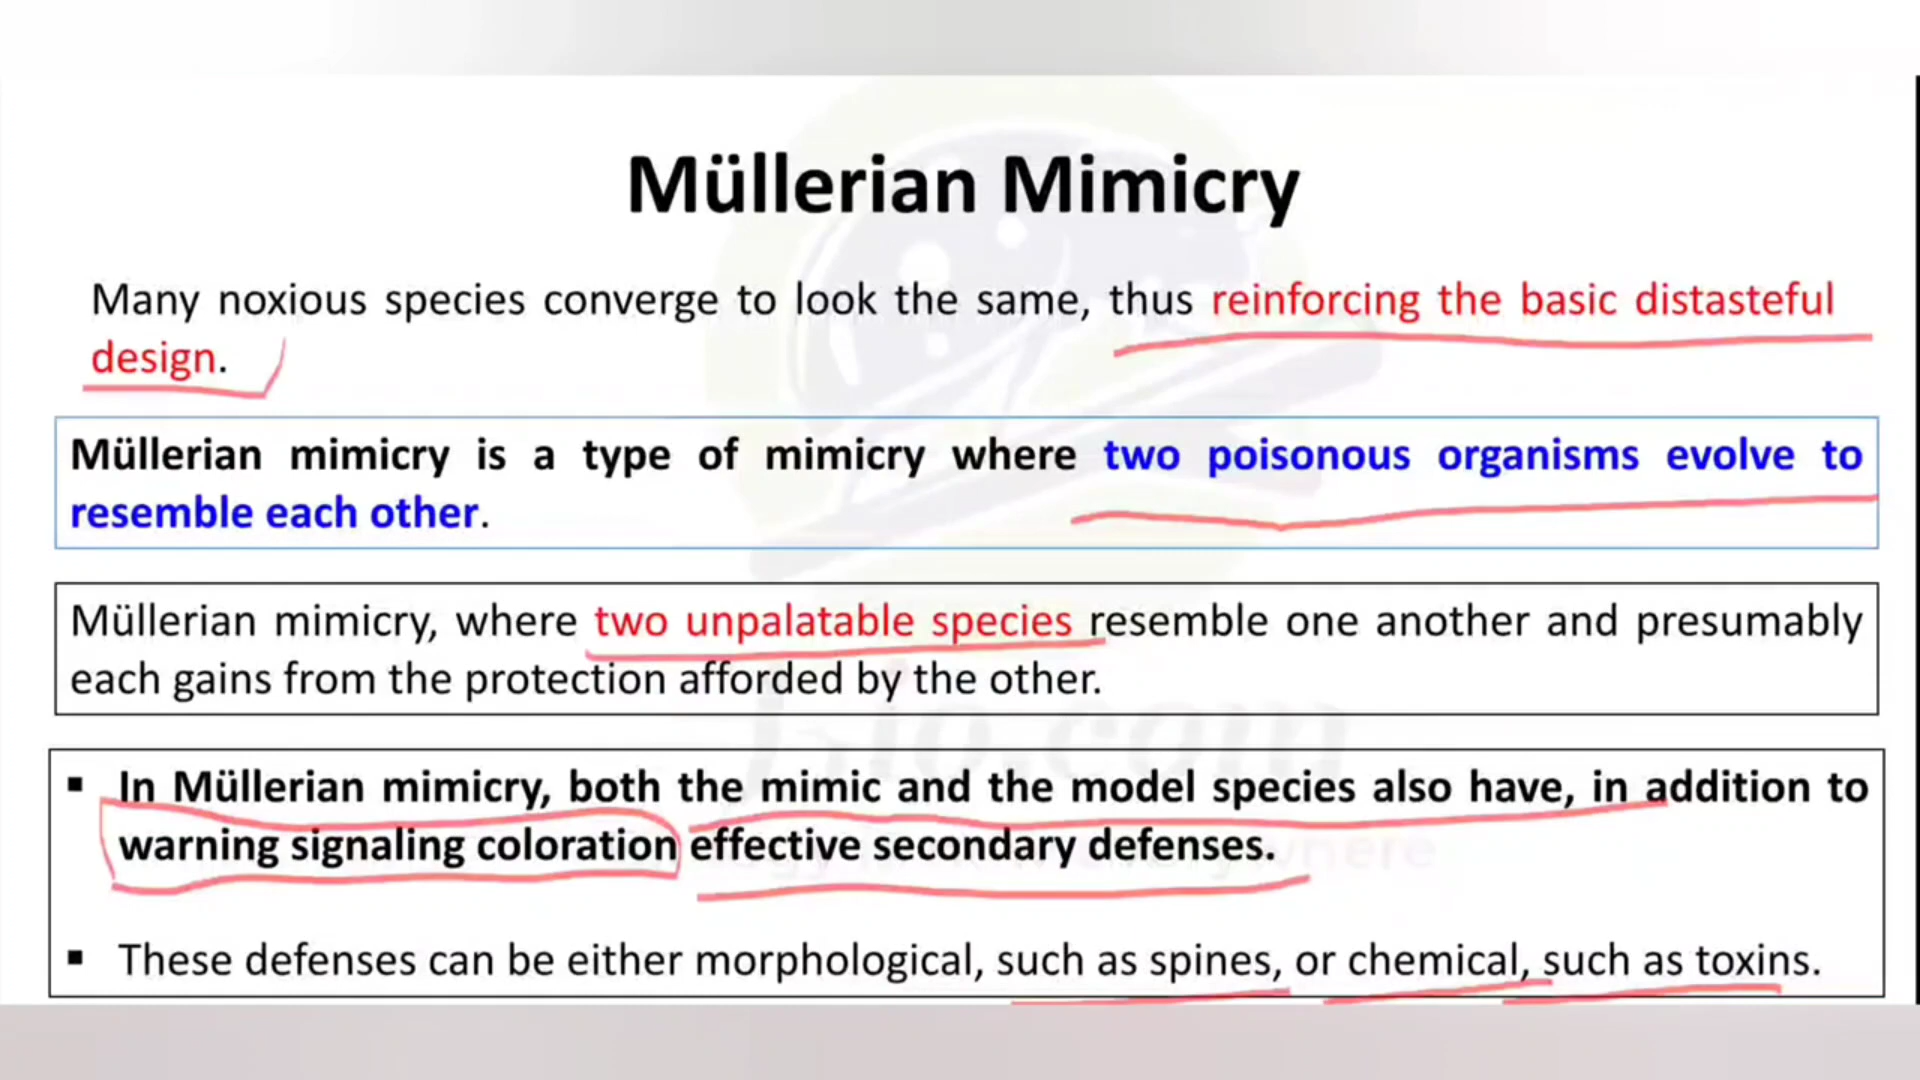 Müllerian Mimicry
Many noxious species converge to look the same, thus reinforcing the basic distasteful
design.
Müllerian mimicry is a type of mimicry where two poisonous organisms evolve to
resemble each other.
Müllerian mimicry, where two unpalatable species resemble one another and presumably
each gains from the protection afforded by the other.
▪ In Müllerian mimicry, both the mimic and the model species also have, in addition to
warning signaling coloration effective secondary defenses.
▪ These defenses can be either morphological, such as spines, or chemical, such as toxins.